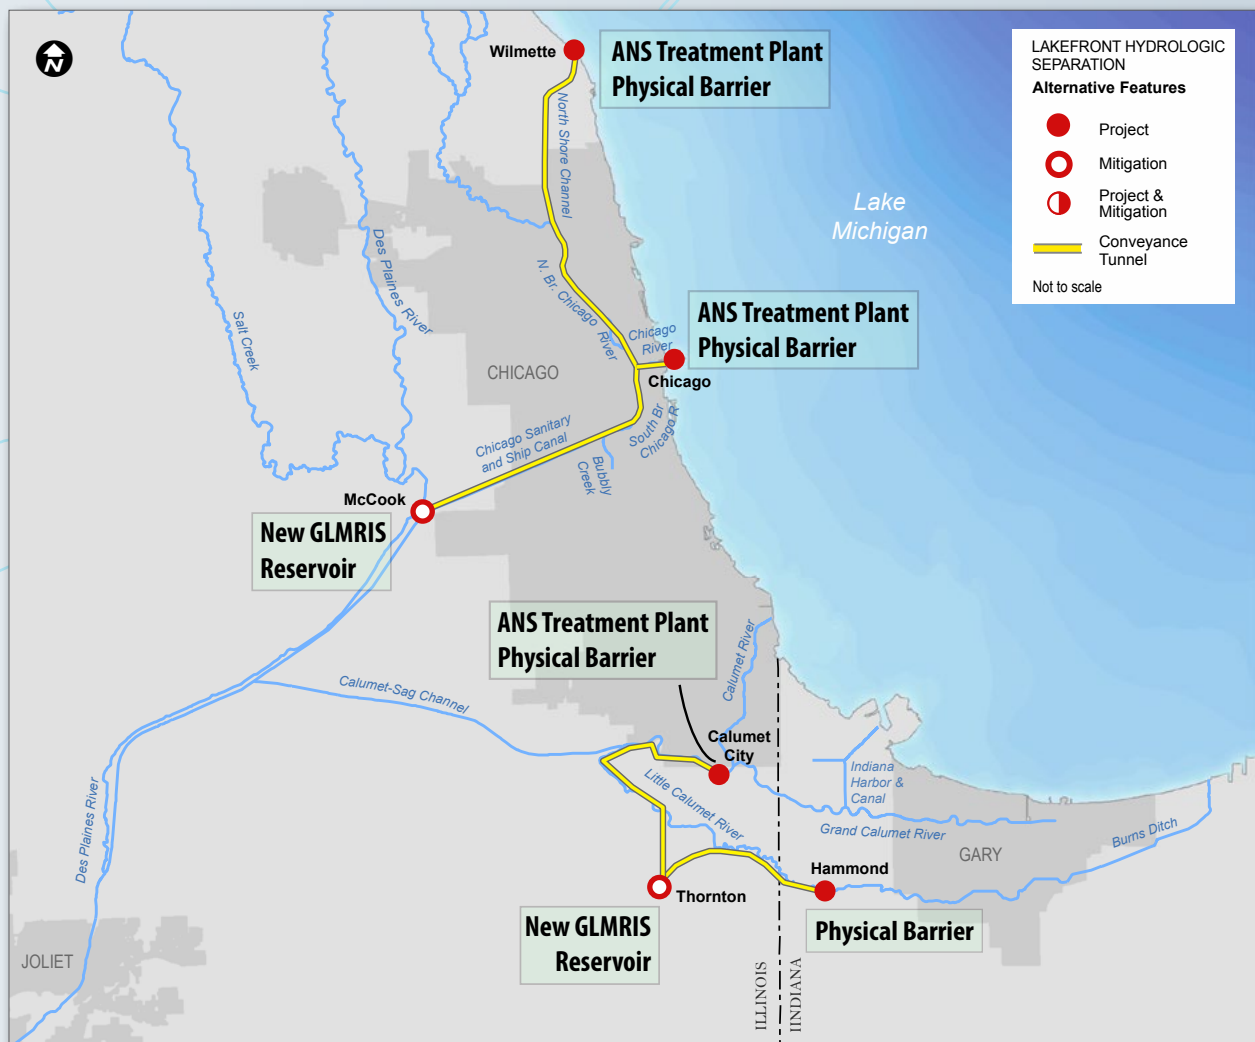 N
Wilmette
ANS Treatment Plant
Physical Barrier
LAKEFRONT HYDROLOGIC
SEPARATION
Alternative Features
Project
Mitigation
Project &
Mitigation
Conveyance
Tunnel
Not to scale
North Shore Channel
Lake
Michigan
Des Plaines River
Salt Creek
N. Br. Chicago River
Chicago
River
ANS Treatment Plant
Physical Barrier
Chicago
CHICAGO
Chicago Sanitary
and Ship Canal
South Br
Chicago R
Bubbly
Creek
McCook
New GLMRIS
Reservoir
ANS Treatment Plant
Physical Barrier
Calumet River
Calumet-Sag Channel
Calumet
City
Indiana
Harbor &
Canal
Little Calumet River
Grand Calumet River
Burns Ditch
GARY
Des Plaines River
Hammond
Thornton
New GLMRIS
Reservoir
Physical Barrier
JOLIET
ILLINOIS
IINDIANA